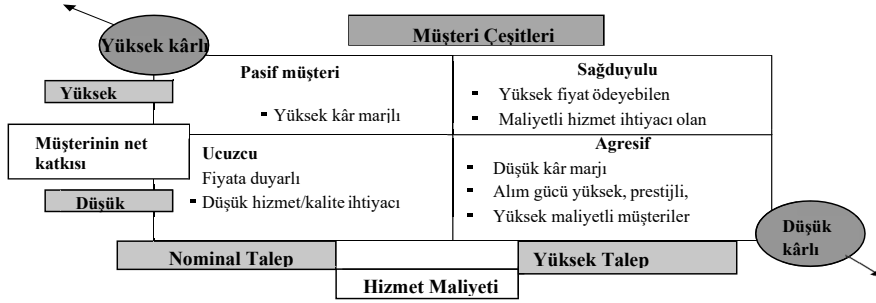 Müşteri Çeşitleri
Yüksek kârlı
Pasif müşteri
▪ Yüksek kâr marjlı
Sağduyulu
▪ Yüksek fiyat ödeyebilen
▪ Maliyetli hizmet ihtiyacı olan
Yüksek
Müşterinin net
katkısı
Düşük
Ucuzcu
Fiyata duyarlı
▪ Düşük hizmet/kalite ihtiyacı
Agresif
▪ Düşük kâr marjı
▪ Alım gücü yüksek, prestijli,
▪ Yüksek maliyetli müşteriler
Düşük
kârlı
Nominal Talep
Yüksek Talep
Hizmet Maliyeti